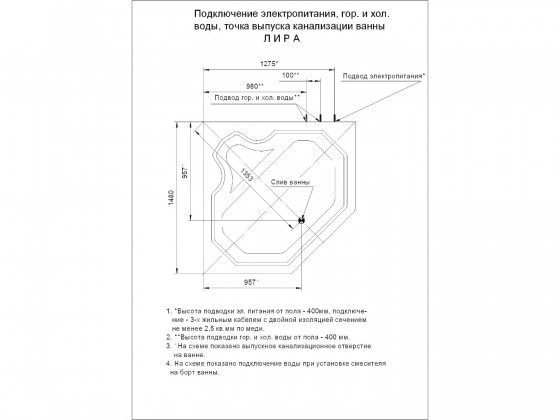 Подключение электропитания, гор. и хол.
воды, точка выпуска канализации ванны
Л И Р А
1275*
100**
Подвод электропитания*
980**
Подвод гор. и хол. воды**
1480
957'
1353'
Слив ванны
957'
1. *Высота подводки эл. питания от пола - 400мм, подключе-
ние - 3-х жильным кабелем с двойной изоляцией сечением
не менее 2,5 кв.мм по меди.
2. **Высота подводки гор. и хол. воды от пола - 400 мм.
3. 'На схеме показано выпускное канализационное отверстие
на ванне.
4. На схеме показано подключение воды при установке смесителя
на борт ванны.